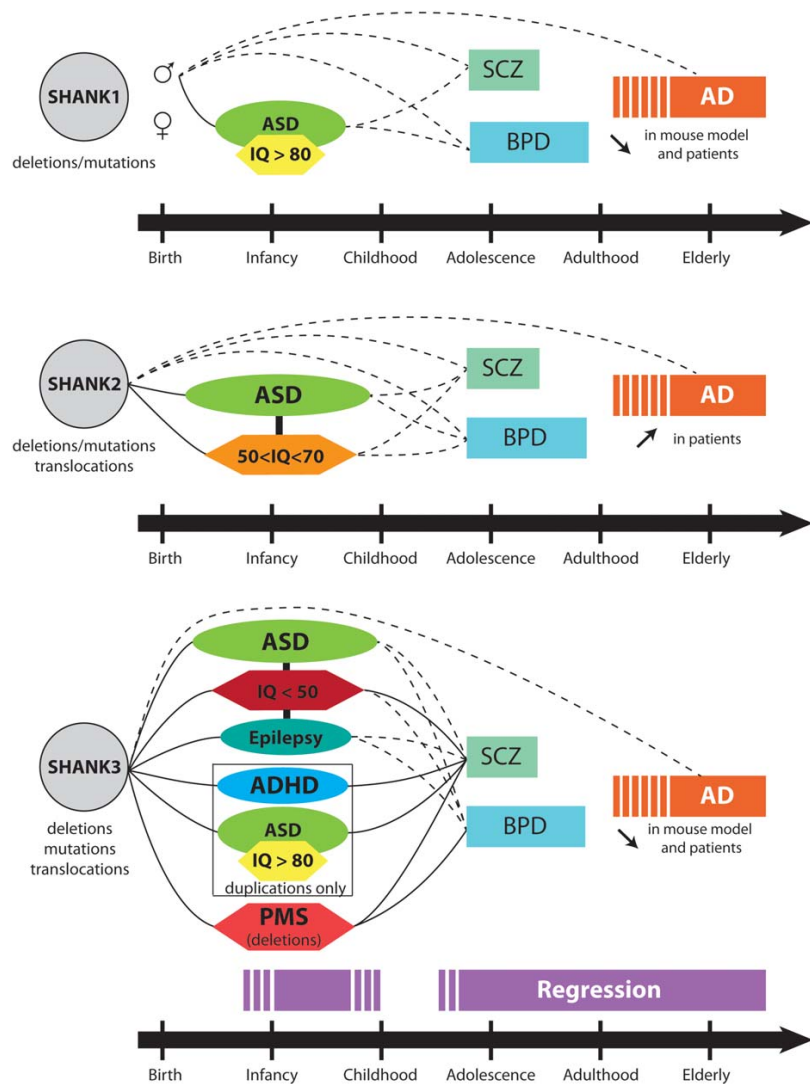 SHANK1
♂
♀
deletions/mutations
ASD
IQ > 80
SCZ
BPD
AD
in mouse model
and patients
Birth
Infancy
Childhood
Adolescence
Adulthood
Elderly
SHANK2
deletions/mutations
translocations
ASD
50<IQ<70
SCZ
BPD
AD
in patients
Birth
Infancy
Childhood
Adolescence
Adulthood
Elderly
SHANK3
deletions
mutations
translocations
ASD
IQ < 50
Epilepsy
ADHD
ASD
IQ > 80
duplications only
PMS
(deletions)
SCZ
BPD
AD
in mouse model
and patients
Regression
Birth
Infancy
Childhood
Adolescence
Adulthood
Elderly